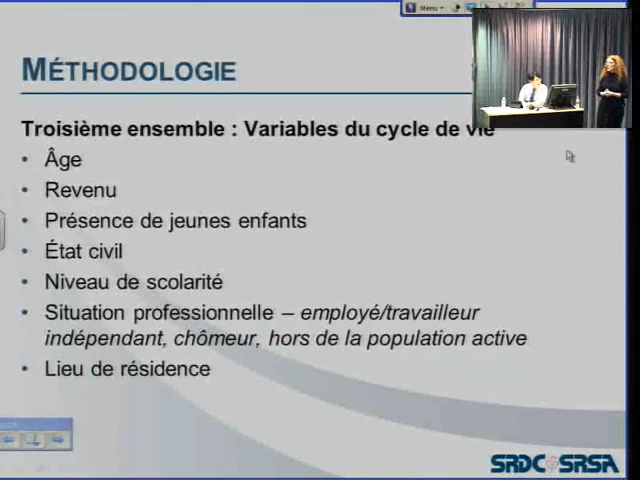 Menu
MÉTHODOLOGIE
Troisième ensemble : Variables du cycle de vie
• Âge
• Revenu
• Présence de jeunes enfants
• État civil
• Niveau de scolarité
• Situation professionnelle – employé/travailleur
indépendant, chômeur, hors de la population active
• Lieu de résidence
SRDC SRSA